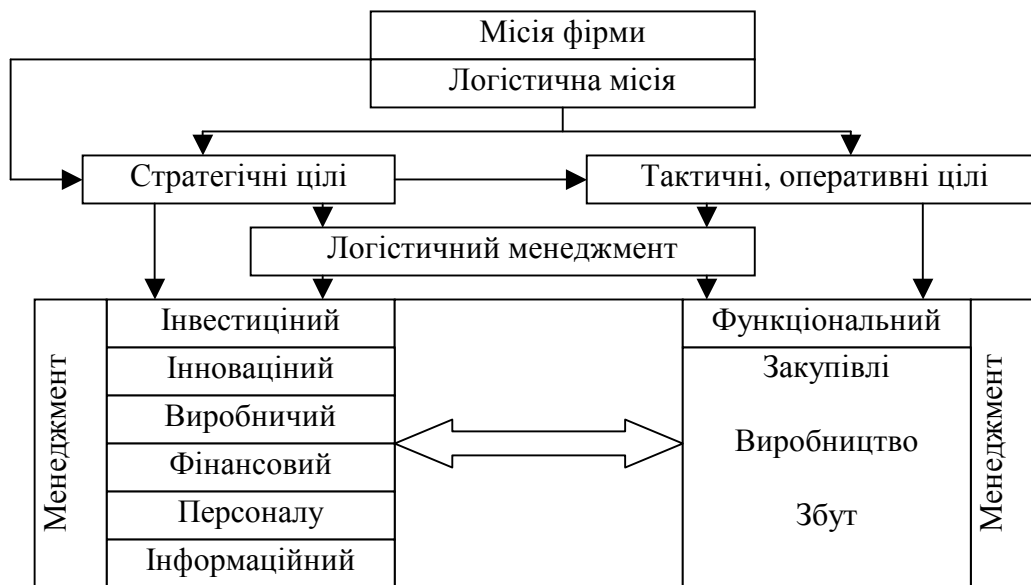 Місія фірми
Логістична місія
Стратегічні цілі
Тактичні, оперативні цілі
Логістичний менеджмент
Менеджмент
Інвестиціний
Інноваціний
Виробничий
Фінансовий
Персоналу
Інформаційний
Функціональний
Закупівлі
Виробництво
Збут
Менеджмент